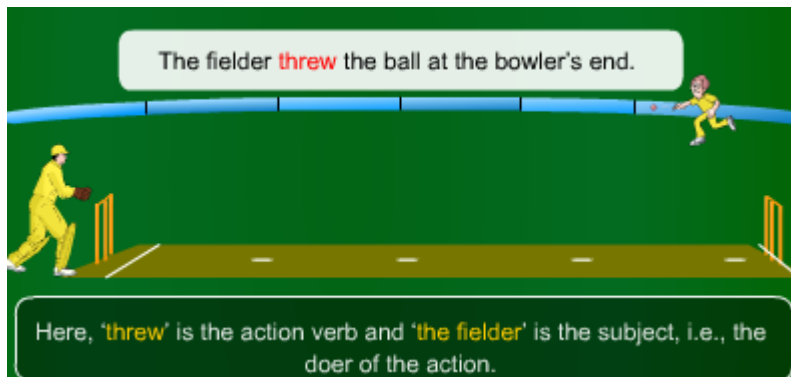 The fielder threw the ball at the bowler’s end.
Here, ‘threw’ is the action verb and ‘the fielder’ is the subject, i.e., the
doer of the action.